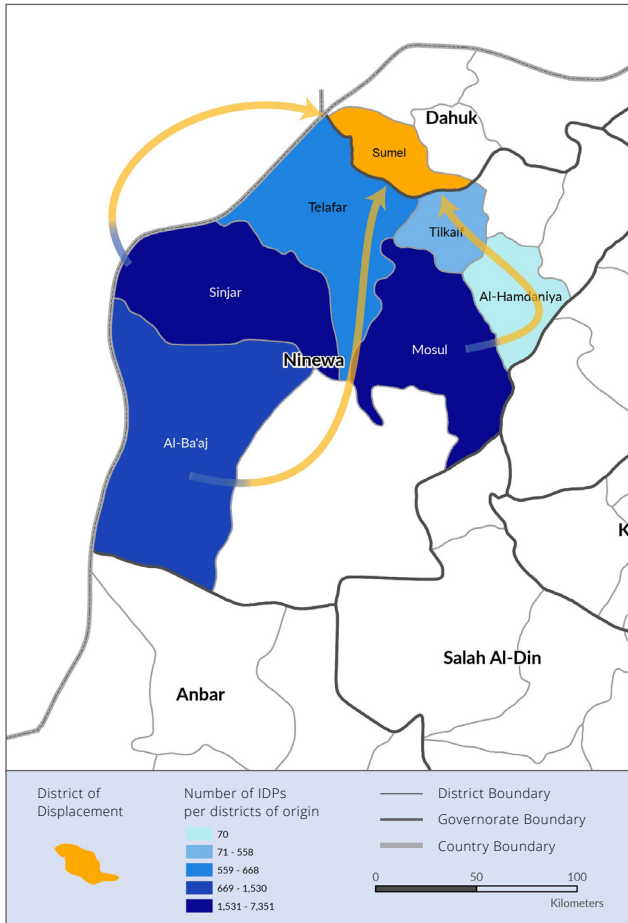 Dahuk
Sumel
Telafar
Tilkaif
Sinjar
Al-Hamdaniya
Mosul
Ninewa
Al-Ba'aj
K
Salah Al-Din
Anbar
District of
Displacement
Number of IDPs
per districts of origin
70
71 - 558
559 - 668
669 - 1,530
1,531 - 7,351
District Boundary
Governorate Boundary
Country Boundary
0 50 100
Kilometers